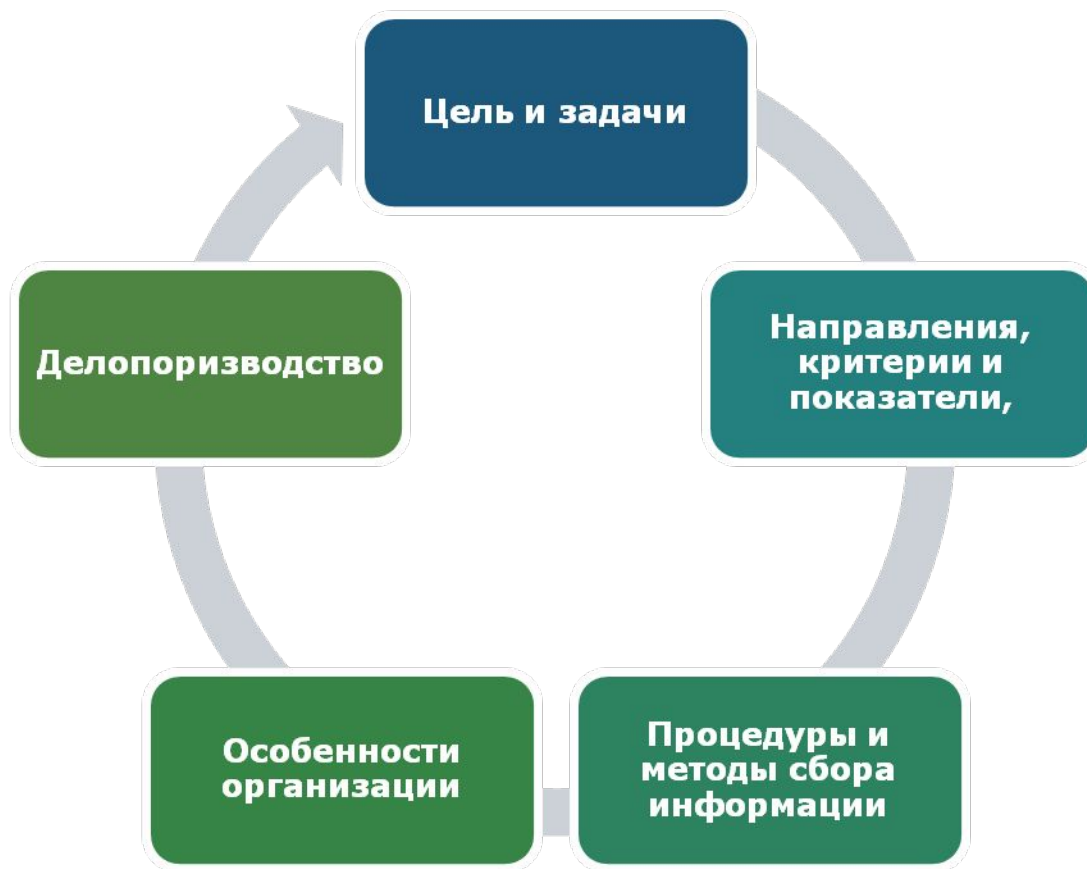 Цель и задачи
Направления,
критерии и
показатели,
Процедуры и
методы сбора
информации
Особенности
организации
Делопоризводство